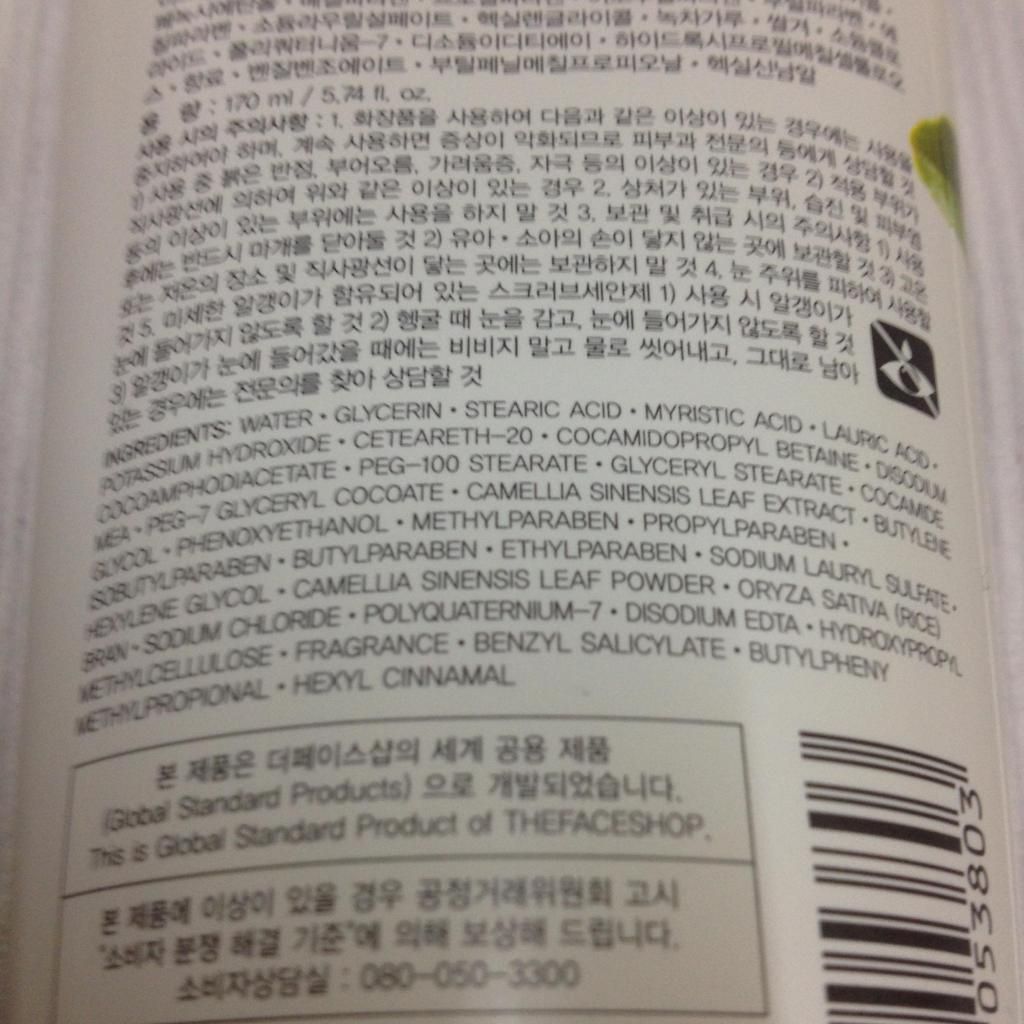 소듐라우릴설페이트 • 헥실렌글라이콜 • 녹차가루 • 쌀겨 •
폴리쿼터니움-7 • 디소듐이디티에이 • 하이드록시프로필메칠셀룰로오
스 • 향료 • 벤질벤조에이트 • 부틸페닐메칠프로피오날 • 헥실신남알
용 량 : 170 ml / 5.74 fl. oz.
사용 시의 주의사항 : 1. 화장품을 사용하여 다음과 같은 이상이 있는 경우에는 사용을
중지하여야 하며, 계속 사용하면 증상이 악화되므로 피부과 전문의 등에게 상담할 것
1) 사용 중 붉은 반점, 부어오름, 가려움증, 자극 등의 이상이 있는 경우 2) 적용 부위가
직사광선에 의하여 위와 같은 이상이 있는 경우 2. 상처가 있는 부위, 습진 및 피부염
등의 이상이 있는 부위에는 사용을 하지 말 것 3. 보관 및 취급 시의 주의사항 1) 사용
후에는 반드시 마개를 닫아둘 것 2) 유아 • 소아의 손이 닿지 않는 곳에 보관할 것 3) 고온
또는 저온의 장소 및 직사광선이 닿는 곳에는 보관하지 말 것 4. 눈 주위를 피하여 사용할
것 5. 미세한 알갱이가 함유되어 있는 스크러브세안제 1) 사용 시 알갱이가
눈에 들어가지 않도록 할 것 2) 헹굴 때 눈을 감고, 눈에 들어가지 않도록 할 것
3) 알갱이가 눈에 들어갔을 때에는 비비지 말고 물로 씻어내고, 그대로 남아
있는 경우에는 전문의를 찾아 상담할 것
INGREDIENTS: WATER • GLYCERIN • STEARIC ACID • MYRISTIC ACID • LAURIC ACID •
POTASSIUM HYDROXIDE • CETEARETH-20 • COCAMIDOPROPYL BETAINE • DISODIUM
COCOAMPHODIACETATE • PEG-100 STEARATE • GLYCERYL STEARATE • COCAMIDE
MEA • PEG-7 GLYCERYL COCOATE • CAMELLIA SINENSIS LEAF EXTRACT • BUTYLENE
GLYCOL • PHENOXYETHANOL • METHYLPARABEN • PROPYLPARABEN •
ISOBUTYLPARABEN • BUTYLPARABEN • ETHYLPARABEN • SODIUM LAURYL SULFATE •
HEXYLENE GLYCOL • CAMELLIA SINENSIS LEAF POWDER • ORYZA SATIVA (RICE)
BRAN • SODIUM CHLORIDE • POLYQUATERNIUM-7 • DISODIUM EDTA • HYDROXYPROPYL
METHYLCELLULOSE • FRAGRANCE • BENZYL SALICYLATE • BUTYLPHENY
METHYLPROPIONAL • HEXYL CINNAMAL
본 제품은 더페이스샵의 세계 공용 제품
(Global Standard Products) 으로 개발되었습니다.
This is Global Standard Product of THEFACESHOP.
본 제품에 이상이 있을 경우 공정거래위원회 고시
"소비자 분쟁 해결 기준"에 의해 보상해 드립니다.
소비자상담실 : 080-050-3300
053803